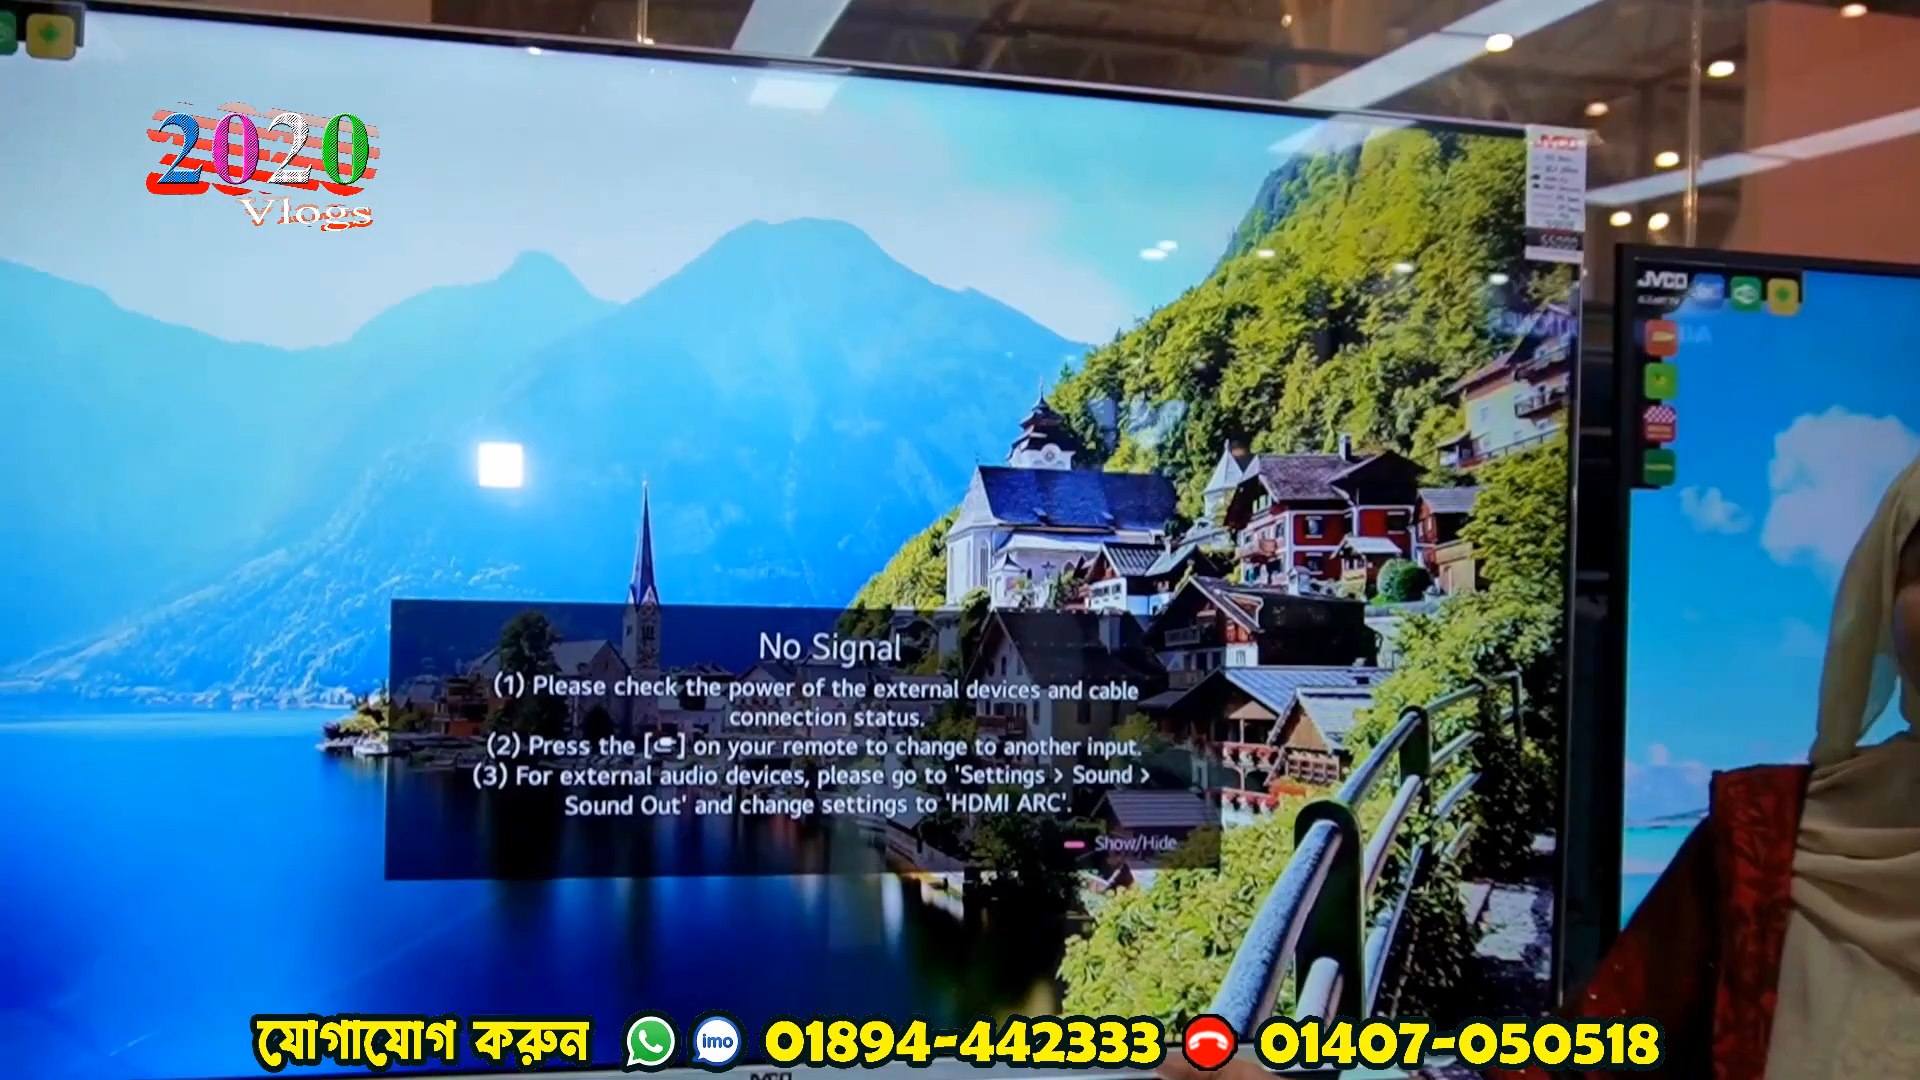 2020
Vlogs
JVCO
JVCO
No Signal
(1) Please check the power of the external devices and cable
connection status.
(2) Press the [ ] on your remote to change to another input.
(3) For external audio devices, please go to 'Settings > Sound >
Sound Out' and change settings to 'HDMI ARC'.
Show/Hide
যোগাযোগ করুন imo 01894-442333 01407-050518
JVCO